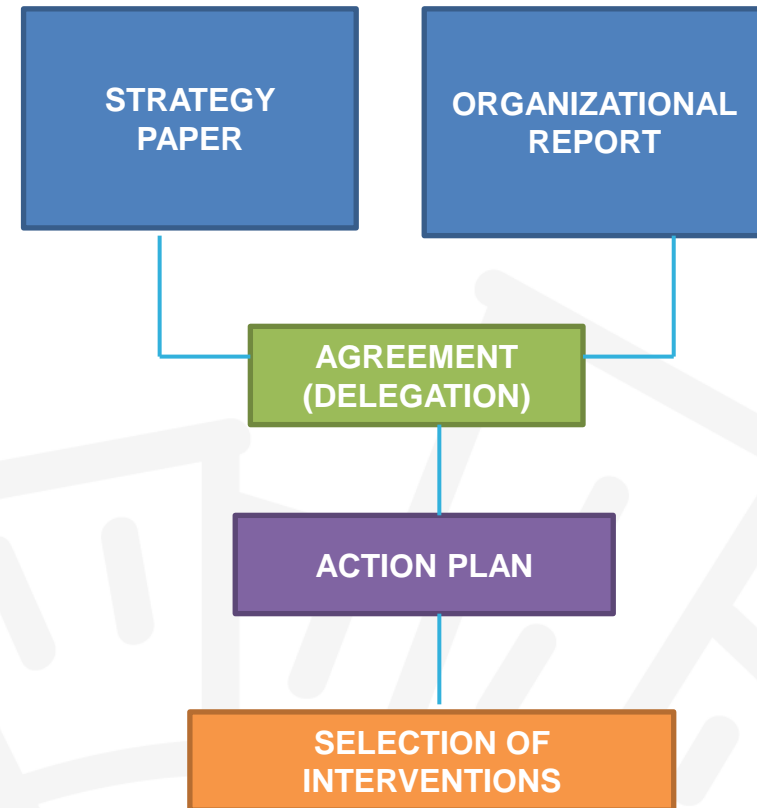 STRATEGY
PAPER
ORGANIZATIONAL
REPORT
AGREEMENT
(DELEGATION)
ACTION PLAN
SELECTION OF
INTERVENTIONS